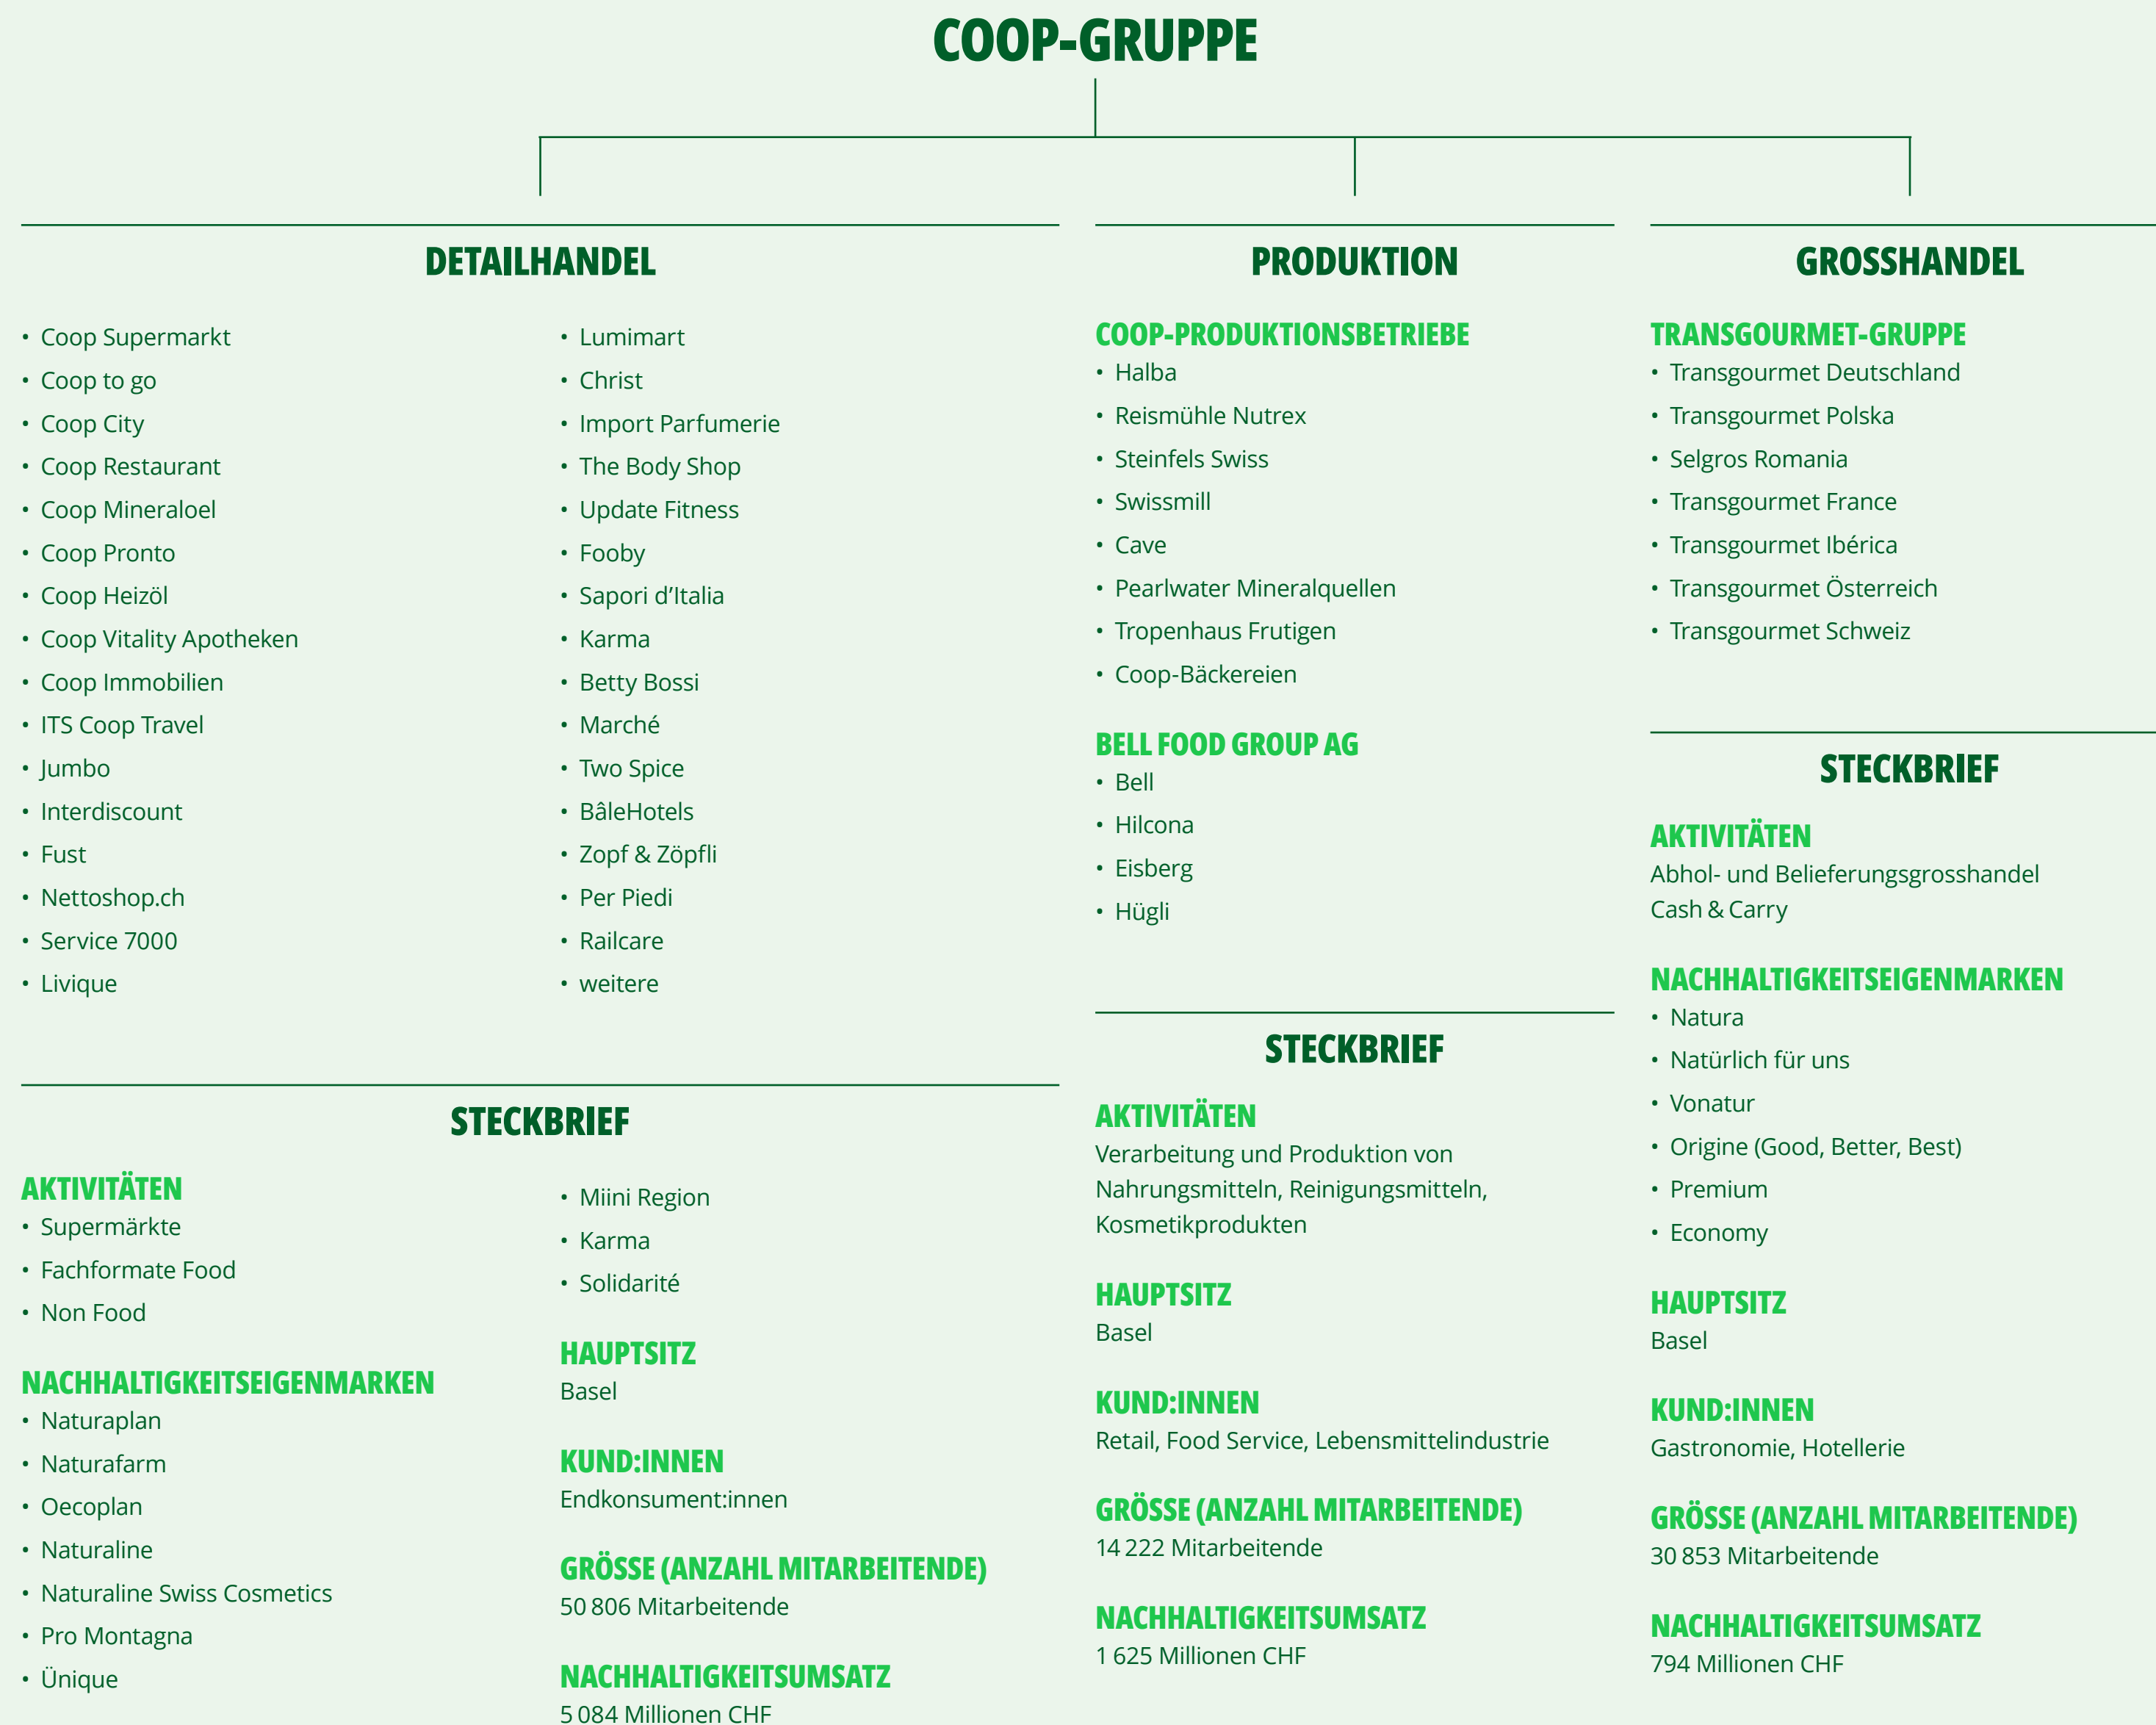 COOP-GRUPPE
DETAILHANDEL
• Coop Supermarkt
• Coop to go
• Coop City
• Coop Restaurant
• Coop Mineraloel
• Coop Pronto
• Coop Heizöl
• Coop Vitality Apotheken
• Coop Immobilien
• ITS Coop Travel
• Jumbo
• Interdiscount
• Fust
• Nettoshop.ch
• Service 7000
• Livique
• Lumimart
• Christ
• Import Parfumerie
• The Body Shop
• Update Fitness
• Fooby
• Sapori d’Italia
• Karma
• Betty Bossi
• Marché
• Two Spice
• BâleHotels
• Zopf & Zöpfli
• Per Piedi
• Railcare
• weitere
STECKBRIEF
AKTIVITÄTEN
• Supermärkte
• Fachformate Food
• Non Food
NACHHALTIGKEITSEIGENMARKEN
• Naturaplan
• Naturafarm
• Oecoplan
• Naturaline
• Naturaline Swiss Cosmetics
• Pro Montagna
• Ünique
• Miini Region
• Karma
• Solidarité
HAUPTSITZ
Basel
KUND:INNEN
Endkonsument:innen
GRÖSSE (ANZAHL MITARBEITENDE)
50 806 Mitarbeitende
NACHHALTIGKEITSUMSATZ
5 084 Millionen CHF
PRODUKTION
COOP-PRODUKTIONSBETRIEBE
• Halba
• Reismühle Nutrex
• Steinfels Swiss
• Swissmill
• Cave
• Pearlwater Mineralquellen
• Tropenhaus Frutigen
• Coop-Bäckereien
BELL FOOD GROUP AG
• Bell
• Hilcona
• Eisberg
• Hügli
STECKBRIEF
AKTIVITÄTEN
Verarbeitung und Produktion von
Nahrungsmitteln, Reinigungsmitteln,
Kosmetikprodukten
HAUPTSITZ
Basel
KUND:INNEN
Retail, Food Service, Lebensmittelindustrie
GRÖSSE (ANZAHL MITARBEITENDE)
14 222 Mitarbeitende
NACHHALTIGKEITSUMSATZ
1 625 Millionen CHF
GROSSHANDEL
TRANSGOURMET-GRUPPE
• Transgourmet Deutschland
• Transgourmet Polska
• Selgros Romania
• Transgourmet France
• Transgourmet Ibérica
• Transgourmet Österreich
• Transgourmet Schweiz
STECKBRIEF
AKTIVITÄTEN
Abhol- und Belieferungsgrosshandel
Cash & Carry
NACHHALTIGKEITSEIGENMARKEN
• Natura
• Natürlich für uns
• Vonatur
• Origine (Good, Better, Best)
• Premium
• Economy
HAUPTSITZ
Basel
KUND:INNEN
Gastronomie, Hotellerie
GRÖSSE (ANZAHL MITARBEITENDE)
30 853 Mitarbeitende
NACHHALTIGKEITSUMSATZ
794 Millionen CHF